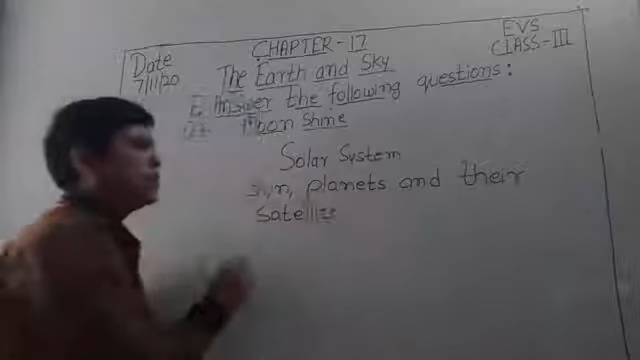 CHAPTER-17
EVS
CLASS-III
Date
7/11/20
The Earth and Sky
E. Answer the following questions:
Moon Shine
Solar System
Sun, planets and their